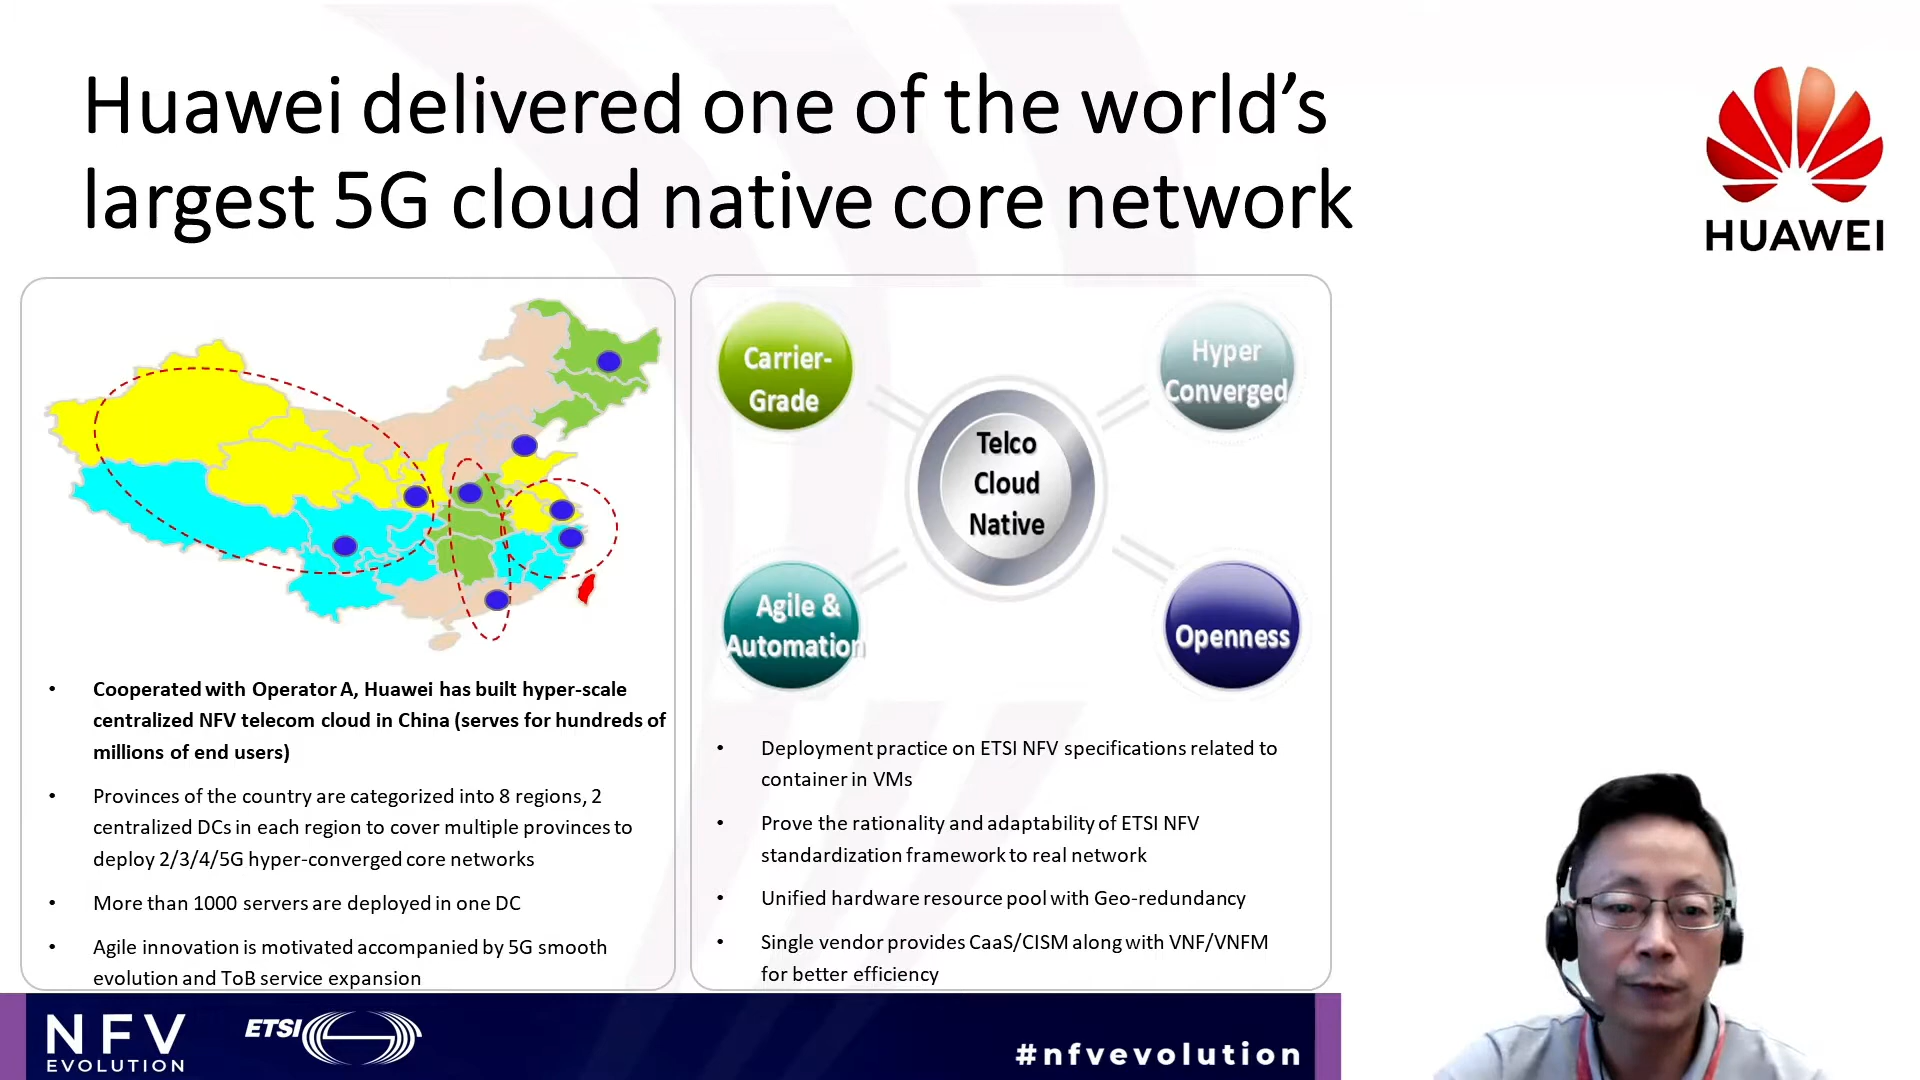 Huawei delivered one of the world’s
largest 5G cloud native core network
HUAWEI
• Cooperated with Operator A, Huawei has built hyper-scale
centralized NFV telecom cloud in China (serves for hundreds of
millions of end users)
• Provinces of the country are categorized into 8 regions, 2
centralized DCs in each region to cover multiple provinces to
deploy 2/3/4/5G hyper-converged core networks
• More than 1000 servers are deployed in one DC
• Agile innovation is motivated accompanied by 5G smooth
evolution and ToB service expansion
Carrier-
Grade
Hyper
Converged
Telco
Cloud
Native
Agile &
Automation
Openness
• Deployment practice on ETSI NFV specifications related to
container in VMs
• Prove the rationality and adaptability of ETSI NFV
standardization framework to real network
• Unified hardware resource pool with Geo-redundancy
• Single vendor provides CaaS/CISM along with VNF/VNFM
for better efficiency
NFV
EVOLUTION
ETSI
#nfvevolution